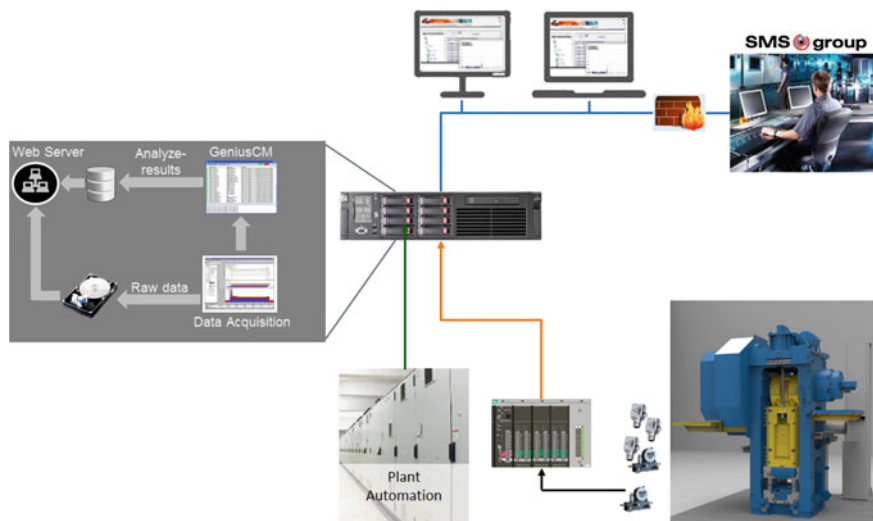 SMS group
Web Server
Analyze-
results
GeniusCM
Raw data
Data Acquisition
Plant
Automation